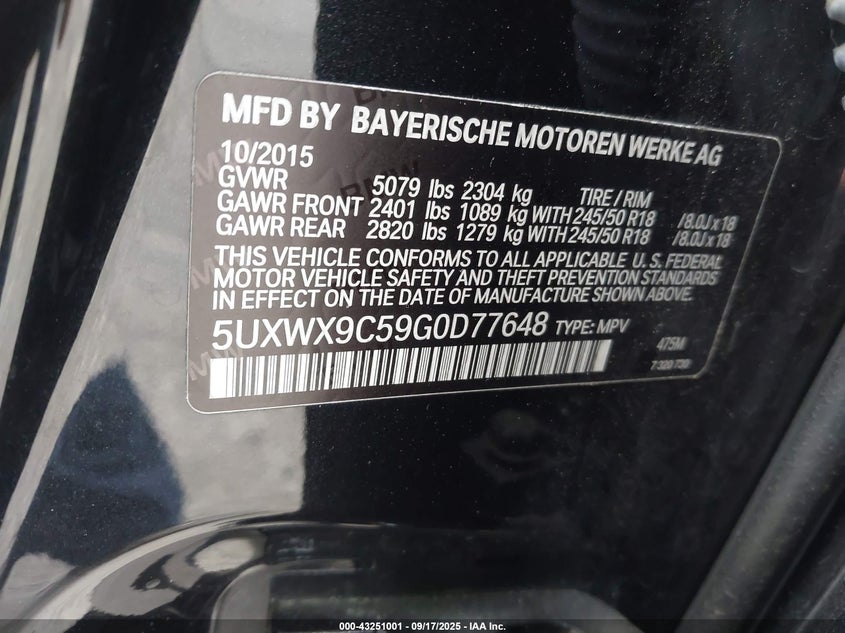 MFD BY BAYERISCHE MOTOREN WERKE AG
10/2015
GVWR 5079 lbs 2304 kg TIRE / RIM
GAWR FRONT 2401 lbs 1089 kg WITH 245/50 R18 /8.0J x 18
GAWR REAR 2820 lbs 1279 kg WITH 245/50 R18 /8.0J x 18
THIS VEHICLE CONFORMS TO ALL APPLICABLE U.S. FEDERAL
MOTOR VEHICLE SAFETY AND THEFT PREVENTION STANDARDS
IN EFFECT ON THE DATE OF MANUFACTURE
5UXWX9C59G0D77648 TYPE: MPV
475M
7 320 730
000-43251001 - 09/17/2025 - IAA Inc.